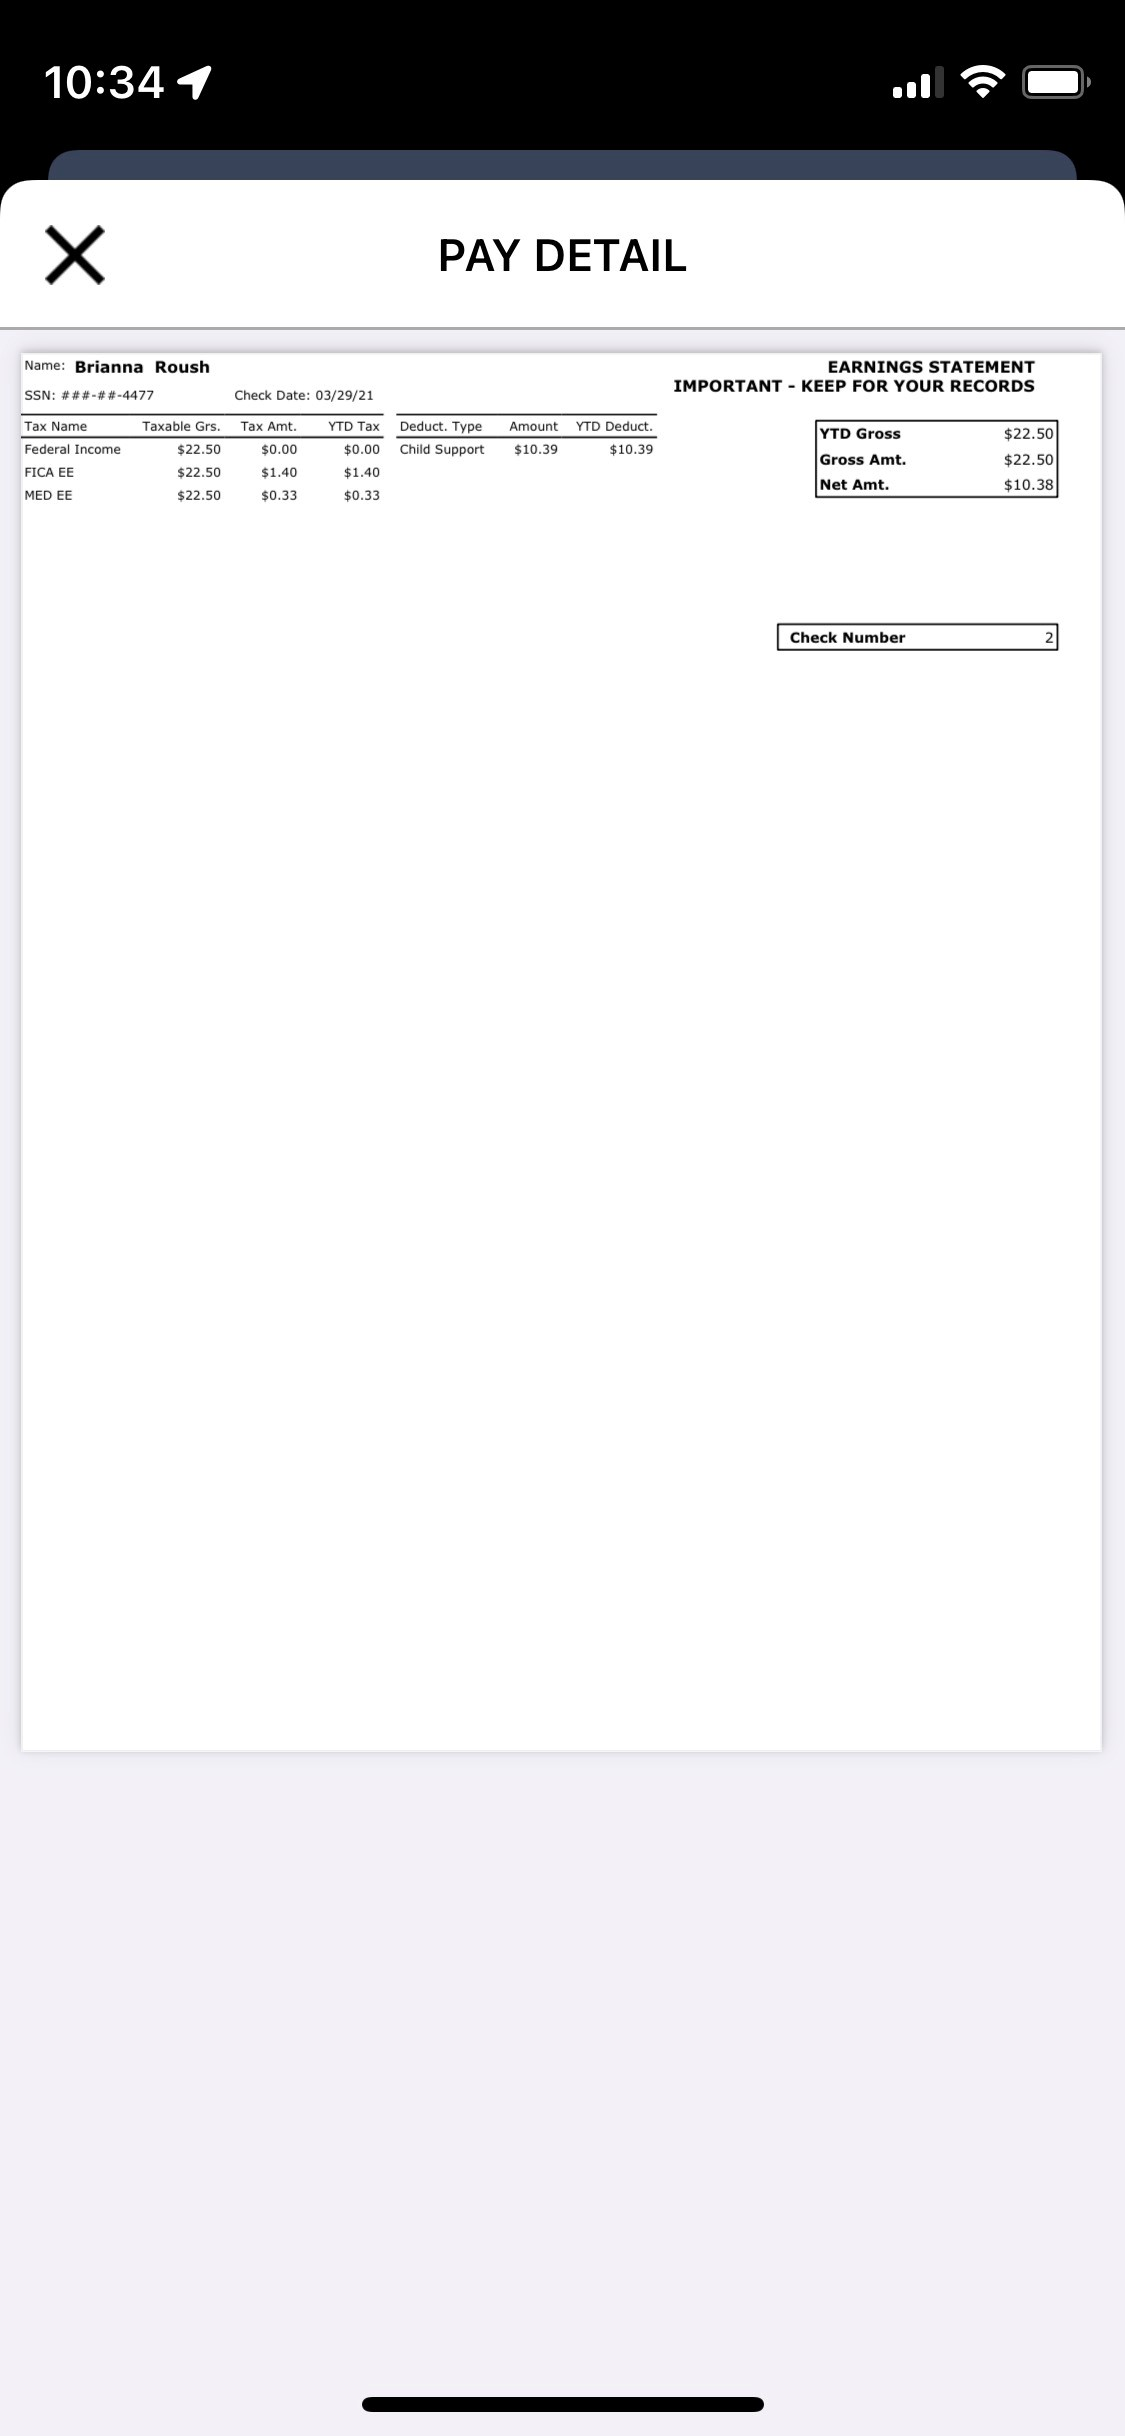 10:34
PAY DETAIL
Name: Brianna Roush
EARNINGS STATEMENT
IMPORTANT - KEEP FOR YOUR RECORDS
SSN: ###-##-4477 Check Date: 03/29/21
Tax Name Taxable Grs. Tax Amt. YTD Tax Deduct. Type Amount YTD Deduct.
Federal Income $22.50 $0.00 $0.00 Child Support $10.39 $10.39
FICA EE $22.50 $1.40 $1.40
MED EE $22.50 $0.33 $0.33
YTD Gross $22.50
Gross Amt. $22.50
Net Amt. $10.38
Check Number 2